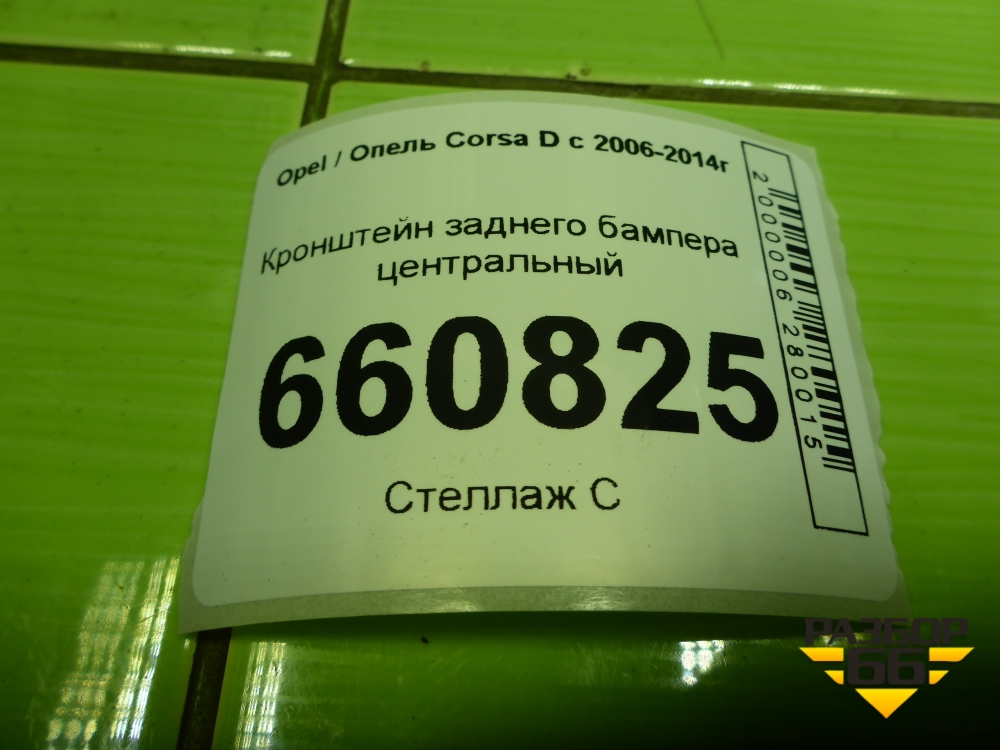 Opel / Опель Corsa D с 2006-2014г
Кронштейн заднего бампера
центральный
660825
Стеллаж С
2000006280015
РАЗБОР
66